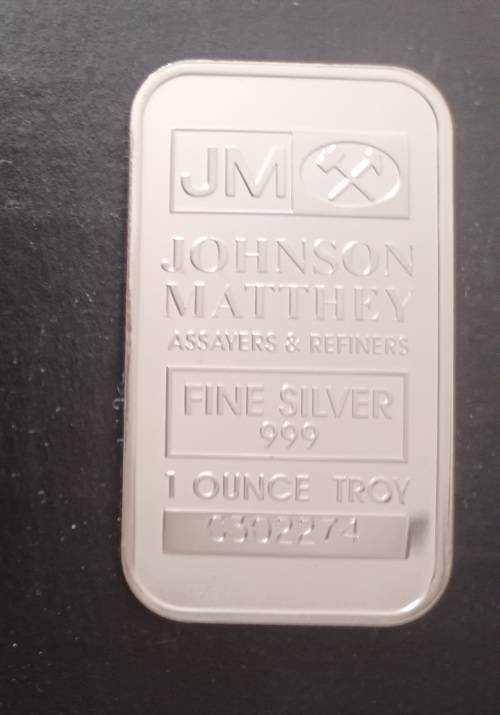 JM
JOHNSON
MATTHEY
ASSAYERS & REFINERS
FINE SILVER
999
1 OUNCE TROY
C302274